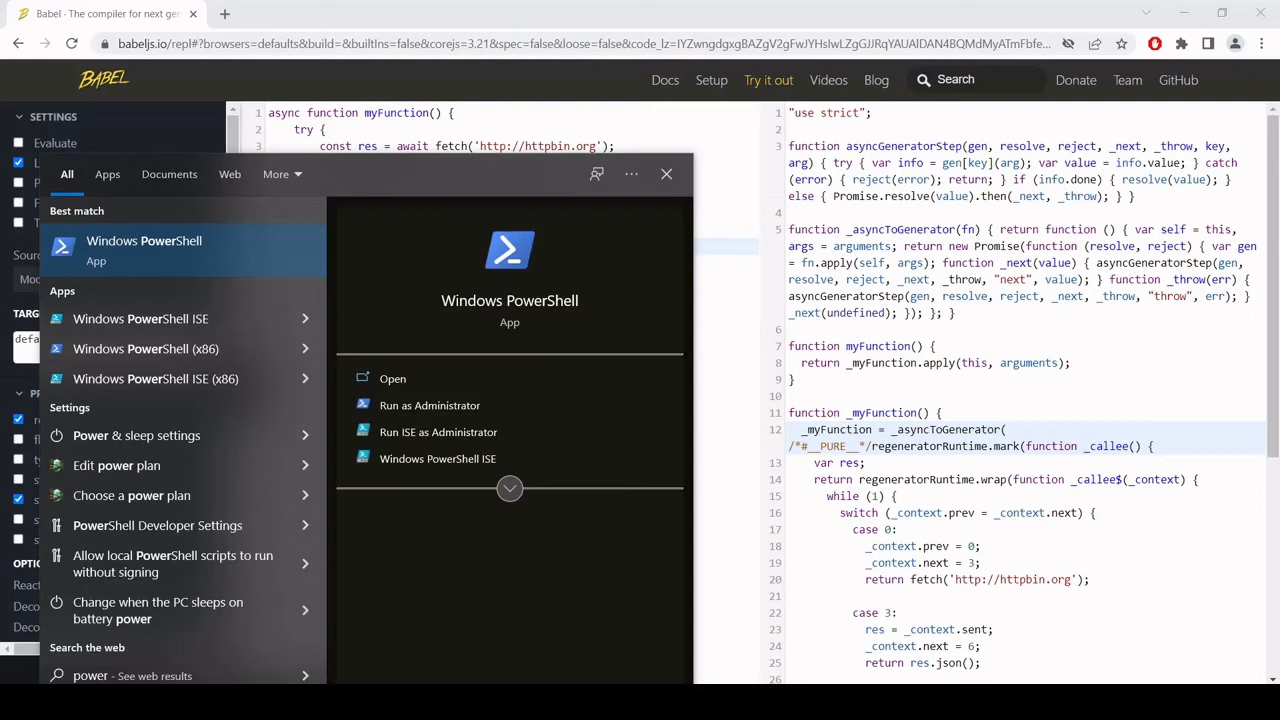 Babel - The compiler for next gen
babeljs.io/repl#?browsers=defaults&build=&builtIns=false&corejs=3.21&spec=false&loose=false&code_lz=IYZwngdgxgBAZgV2gFwJYHsIwLZgGJJRqYAUAlDAN4BQMdMyATmFbfe...
BABEL
Docs Setup Try it out Videos Blog Search Donate Team GitHub
SETTINGS
Evaluate
1 async function myFunction() {
2 try {
3 const res = await fetch('http://httpbin.org');
All Apps Documents Web More
Best match
Windows PowerShell
App
Apps
Windows PowerShell ISE
Windows PowerShell (x86)
Windows PowerShell ISE (x86)
Settings
Power & sleep settings
Edit power plan
Choose a power plan
PowerShell Developer Settings
Allow local PowerShell scripts to run
without signing
Change when the PC sleeps on
battery power
Search the web
power - See web results
Windows PowerShell
App
Open
Run as Administrator
Run ISE as Administrator
Windows PowerShell ISE
1 "use strict";
2
3 function asyncGeneratorStep(gen, resolve, reject, _next, _throw, key,
arg) { try { var info = gen[key](arg); var value = info.value; } catch
(error) { reject(error); return; } if (info.done) { resolve(value); }
else { Promise.resolve(value).then(_next, _throw); } }
4
5 function _asyncToGenerator(fn) { return function () { var self = this,
args = arguments; return new Promise(function (resolve, reject) { var gen
= fn.apply(self, args); function _next(value) { asyncGeneratorStep(gen,
resolve, reject, _next, _throw, "next", value); } function _throw(err) {
asyncGeneratorStep(gen, resolve, reject, _next, _throw, "throw", err); }
_next(undefined); }); }; }
6
7 function myFunction() {
8 return _myFunction.apply(this, arguments);
9 }
10
11 function _myFunction() {
12 _myFunction = _asyncToGenerator(
/*#__PURE__*/regeneratorRuntime.mark(function _callee() {
13 var res;
14 return regeneratorRuntime.wrap(function _callee$(_context) {
15 while (1) {
16 switch (_context.prev = _context.next) {
17 case 0:
18 _context.prev = 0;
19 _context.next = 3;
20 return fetch('http://httpbin.org');
21
22 case 3:
23 res = _context.sent;
24 _context.next = 6;
25 return res.json();
26